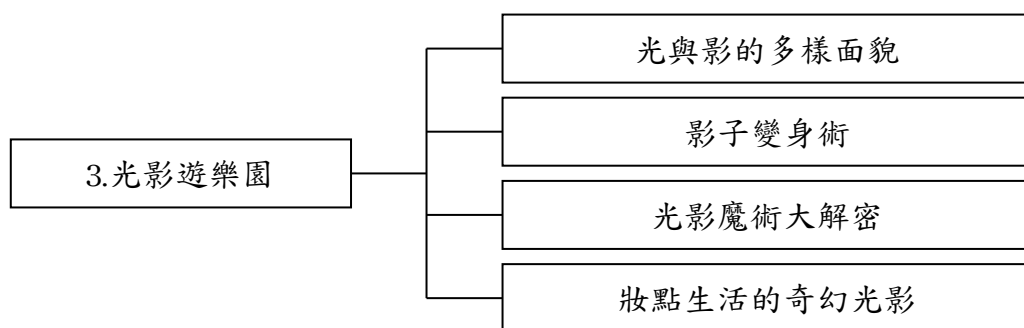 3.光影遊樂園
光與影的多樣面貌
影子變身術
光影魔術大解密
妝點生活的奇幻光影